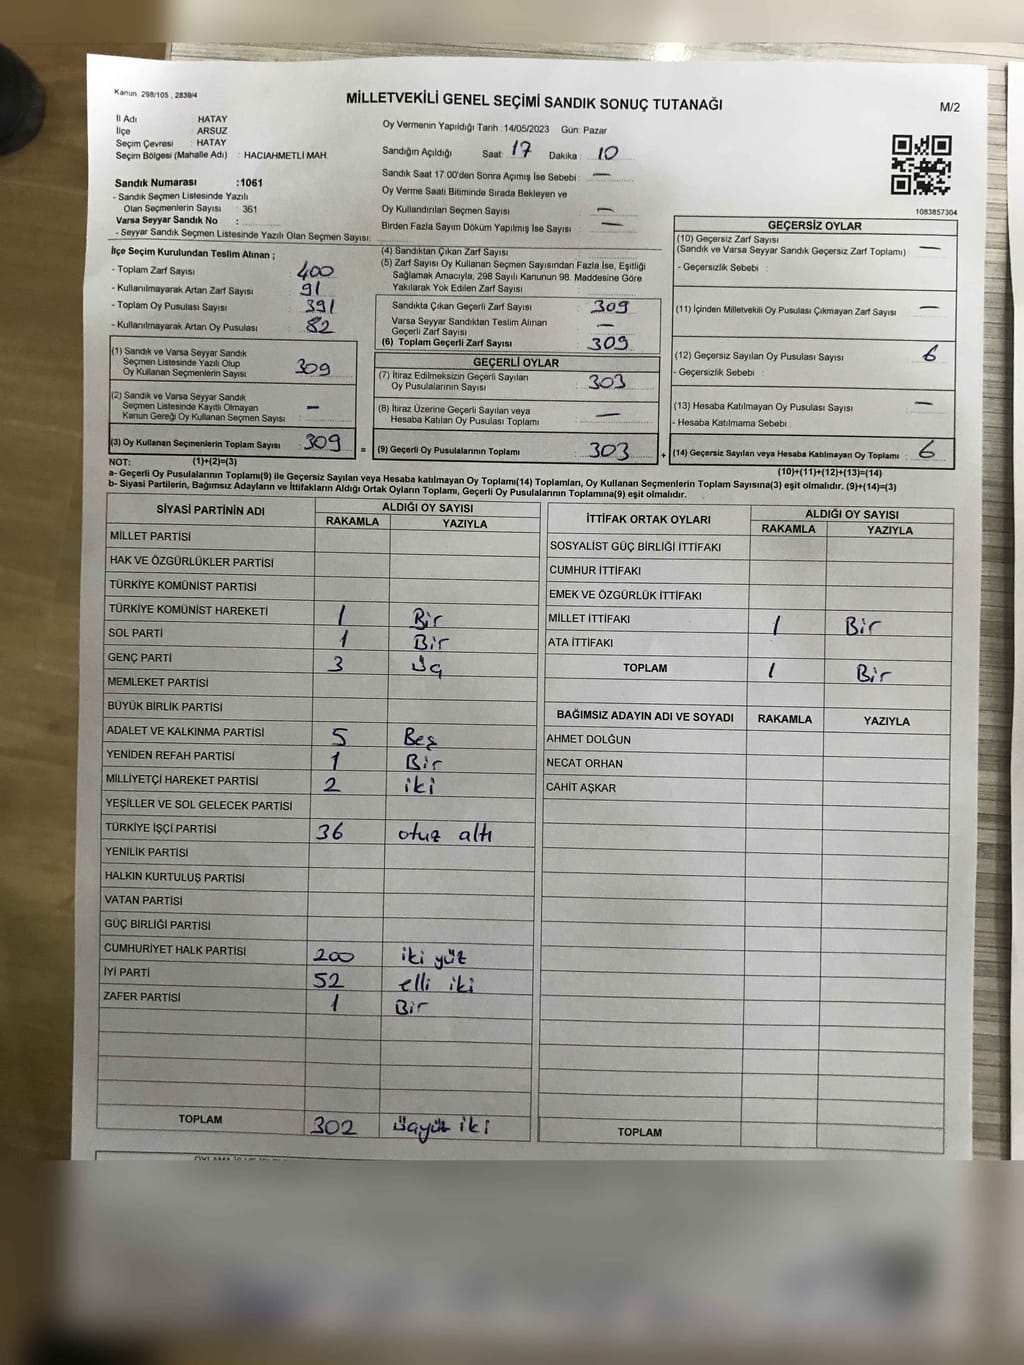 Kanun: 298/105 , 2839/4
MİLLETVEKİLİ GENEL SEÇİMİ SANDIK SONUÇ TUTANAĞI
M/2
İl Adı HATAY
İlçe : ARSUZ
Seçim Çevresi : HATAY
Seçim Bölgesi (Mahalle Adı) : HACIAHMETLİ MAH.
Oy Vermenin Yapıldığı Tarih :14/05/2023 Gün: Pazar
Sandığın Açıldığı Saat: 17 Dakika : 10
Sandık Saat 17.00'den Sonra Açımış İse Sebebi : —
Oy Verme Saati Bitiminde Sırada Bekleyen ve
Oy Kullandırılan Seçmen Sayısı : —
Birden Fazla Sayım Döküm Yapılmış İse Sayısı : —
1083857304
Sandık Numarası :1061
- Sandık Seçmen Listesinde Yazılı
Olan Seçmenlerin Sayısı : 361
Varsa Seyyar Sandık No :
- Seyyar Sandık Seçmen Listesinde Yazılı Olan Seçmen Sayısı:
İlçe Seçim Kurulundan Teslim Alınan ;
- Toplam Zarf Sayısı : 400
- Kullanılmayarak Artan Zarf Sayısı : 91
- Toplam Oy Pusulası Sayısı : 391
- Kullanılmayarak Artan Oy Pusulası : 82
(1) Sandık ve Varsa Seyyar Sandık
Seçmen Listesinde Yazılı Olup
Oy Kullanan Seçmenlerin Sayısı : 309
(2) Sandık ve Varsa Seyyar Sandık
Seçmen Listesinde Kayıtlı Olmayan
Kanun Gereği Oy Kullanan Seçmen Sayısı : —
(3) Oy Kullanan Seçmenlerin Toplam Sayısı : 309 =
(4) Sandıktan Çıkan Zarf Sayısı :
(5) Zarf Sayısı Oy Kullanan Seçmen Sayısından Fazla İse, Eşitliği
Sağlamak Amacıyla, 298 Sayılı Kanunun 98. Maddesine Göre
Yakılarak Yok Edilen Zarf Sayısı :
Sandıkta Çıkan Geçerli Zarf Sayısı : 309
Varsa Seyyar Sandıktan Teslim Alınan
Geçerli Zarf Sayısı : —
(6) Toplam Geçerli Zarf Sayısı : 309
GEÇERLİ OYLAR
(7) İtiraz Edilmeksizin Geçerli Sayılan
Oy Pusulalarının Sayısı : 303
(8) İtiraz Üzerine Geçerli Sayılan veya
Hesaba Katılan Oy Pusulası Toplamı : —
(9) Geçerli Oy Pusulalarının Toplamı : 303 +
GEÇERSİZ OYLAR
(10) Geçersiz Zarf Sayısı
(Sandık ve Varsa Seyyar Sandık Geçersiz Zarf Toplamı) : —
- Geçersizlik Sebebi :
(11) İçinden Milletvekili Oy Pusulası Çıkmayan Zarf Sayısı : —
(12) Geçersiz Sayılan Oy Pusulası Sayısı : 6
- Geçersizlik Sebebi :
(13) Hesaba Katılmayan Oy Pusulası Sayısı : —
- Hesaba Katılmama Sebebi :
(14) Geçersiz Sayılan veya Hesaba Katılmayan Oy Toplamı : 6
NOT: (1)+(2)=(3)
(10)+(11)+(12)+(13)=(14)
a- Geçerli Oy Pusulalarının Toplamı(9) ile Geçersiz Sayılan veya Hesaba katılmayan Oy Toplamı(14) Toplamları, Oy Kullanan Seçmenlerin Toplam Sayısına(3) eşit olmalıdır. (9)+(14)=(3)
b- Siyasi Partilerin, Bağımsız Adayların ve İttifakların Aldığı Ortak Oyların Toplamı, Geçerli Oy Pusulalarının Toplamına(9) eşit olmalıdır.
SİYASİ PARTİNİN ADI ALDIĞI OY SAYISI
RAKAMLA YAZIYLA
MİLLET PARTİSİ
HAK VE ÖZGÜRLÜKLER PARTİSİ
TÜRKİYE KOMÜNİST PARTİSİ
TÜRKİYE KOMÜNİST HAREKETİ 1 Bir
SOL PARTİ 1 Bir
GENÇ PARTİ 3 üç
MEMLEKET PARTİSİ
BÜYÜK BİRLİK PARTİSİ
ADALET VE KALKINMA PARTİSİ 5 Beş
YENİDEN REFAH PARTİSİ 1 Bir
MİLLİYETÇİ HAREKET PARTİSİ 2 iki
YEŞİLLER VE SOL GELECEK PARTİSİ
TÜRKİYE İŞÇİ PARTİSİ 36 otuz altı
YENİLİK PARTİSİ
HALKIN KURTULUŞ PARTİSİ
VATAN PARTİSİ
GÜÇ BİRLİĞİ PARTİSİ
CUMHURİYET HALK PARTİSİ 200 iki yüz
İYİ PARTİ 52 elli iki
ZAFER PARTİSİ 1 Bir
TOPLAM 302 üçyüz iki
İTTİFAK ORTAK OYLARI ALDIĞI OY SAYISI
RAKAMLA YAZIYLA
SOSYALİST GÜÇ BİRLİĞİ İTTİFAKI
CUMHUR İTTİFAKI
EMEK VE ÖZGÜRLÜK İTTİFAKI
MİLLET İTTİFAKI 1 Bir
ATA İTTİFAKI
TOPLAM 1 Bir
BAĞIMSIZ ADAYIN ADI VE SOYADI RAKAMLA YAZIYLA
AHMET DOLĞUN
NECAT ORHAN
CAHİT AŞKAR
TOPLAM